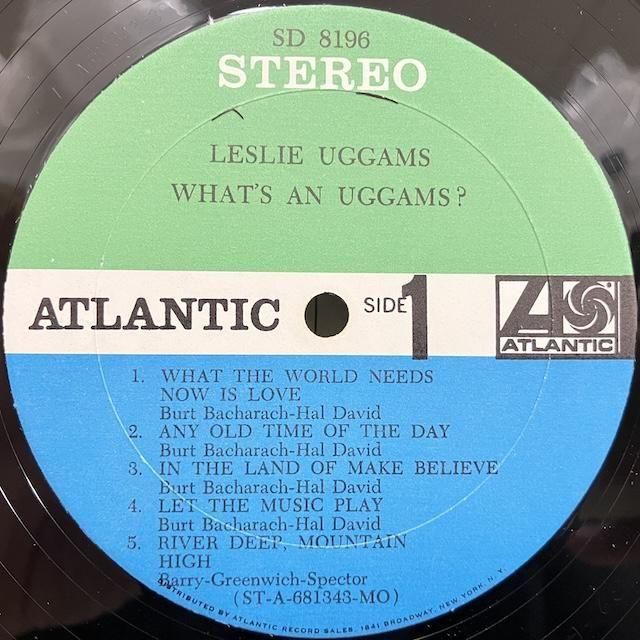 SD 8196
STEREO
LESLIE UGGAMS
WHAT'S AN UGGAMS?
ATLANTIC
SIDE 1
ATLANTIC
1. WHAT THE WORLD NEEDS
NOW IS LOVE
Burt Bacharach-Hal David
2. ANY OLD TIME OF THE DAY
Burt Bacharach-Hal David
3. IN THE LAND OF MAKE BELIEVE
Burt Bacharach-Hal David
4. LET THE MUSIC PLAY
Burt Bacharach-Hal David
5. RIVER DEEP, MOUNTAIN
HIGH
Barry-Greenwich-Spector
(ST-A-681343-MO)
DISTRIBUTED BY ATLANTIC RECORD SALES, 1841 BROADWAY, NEW YORK, N.Y.